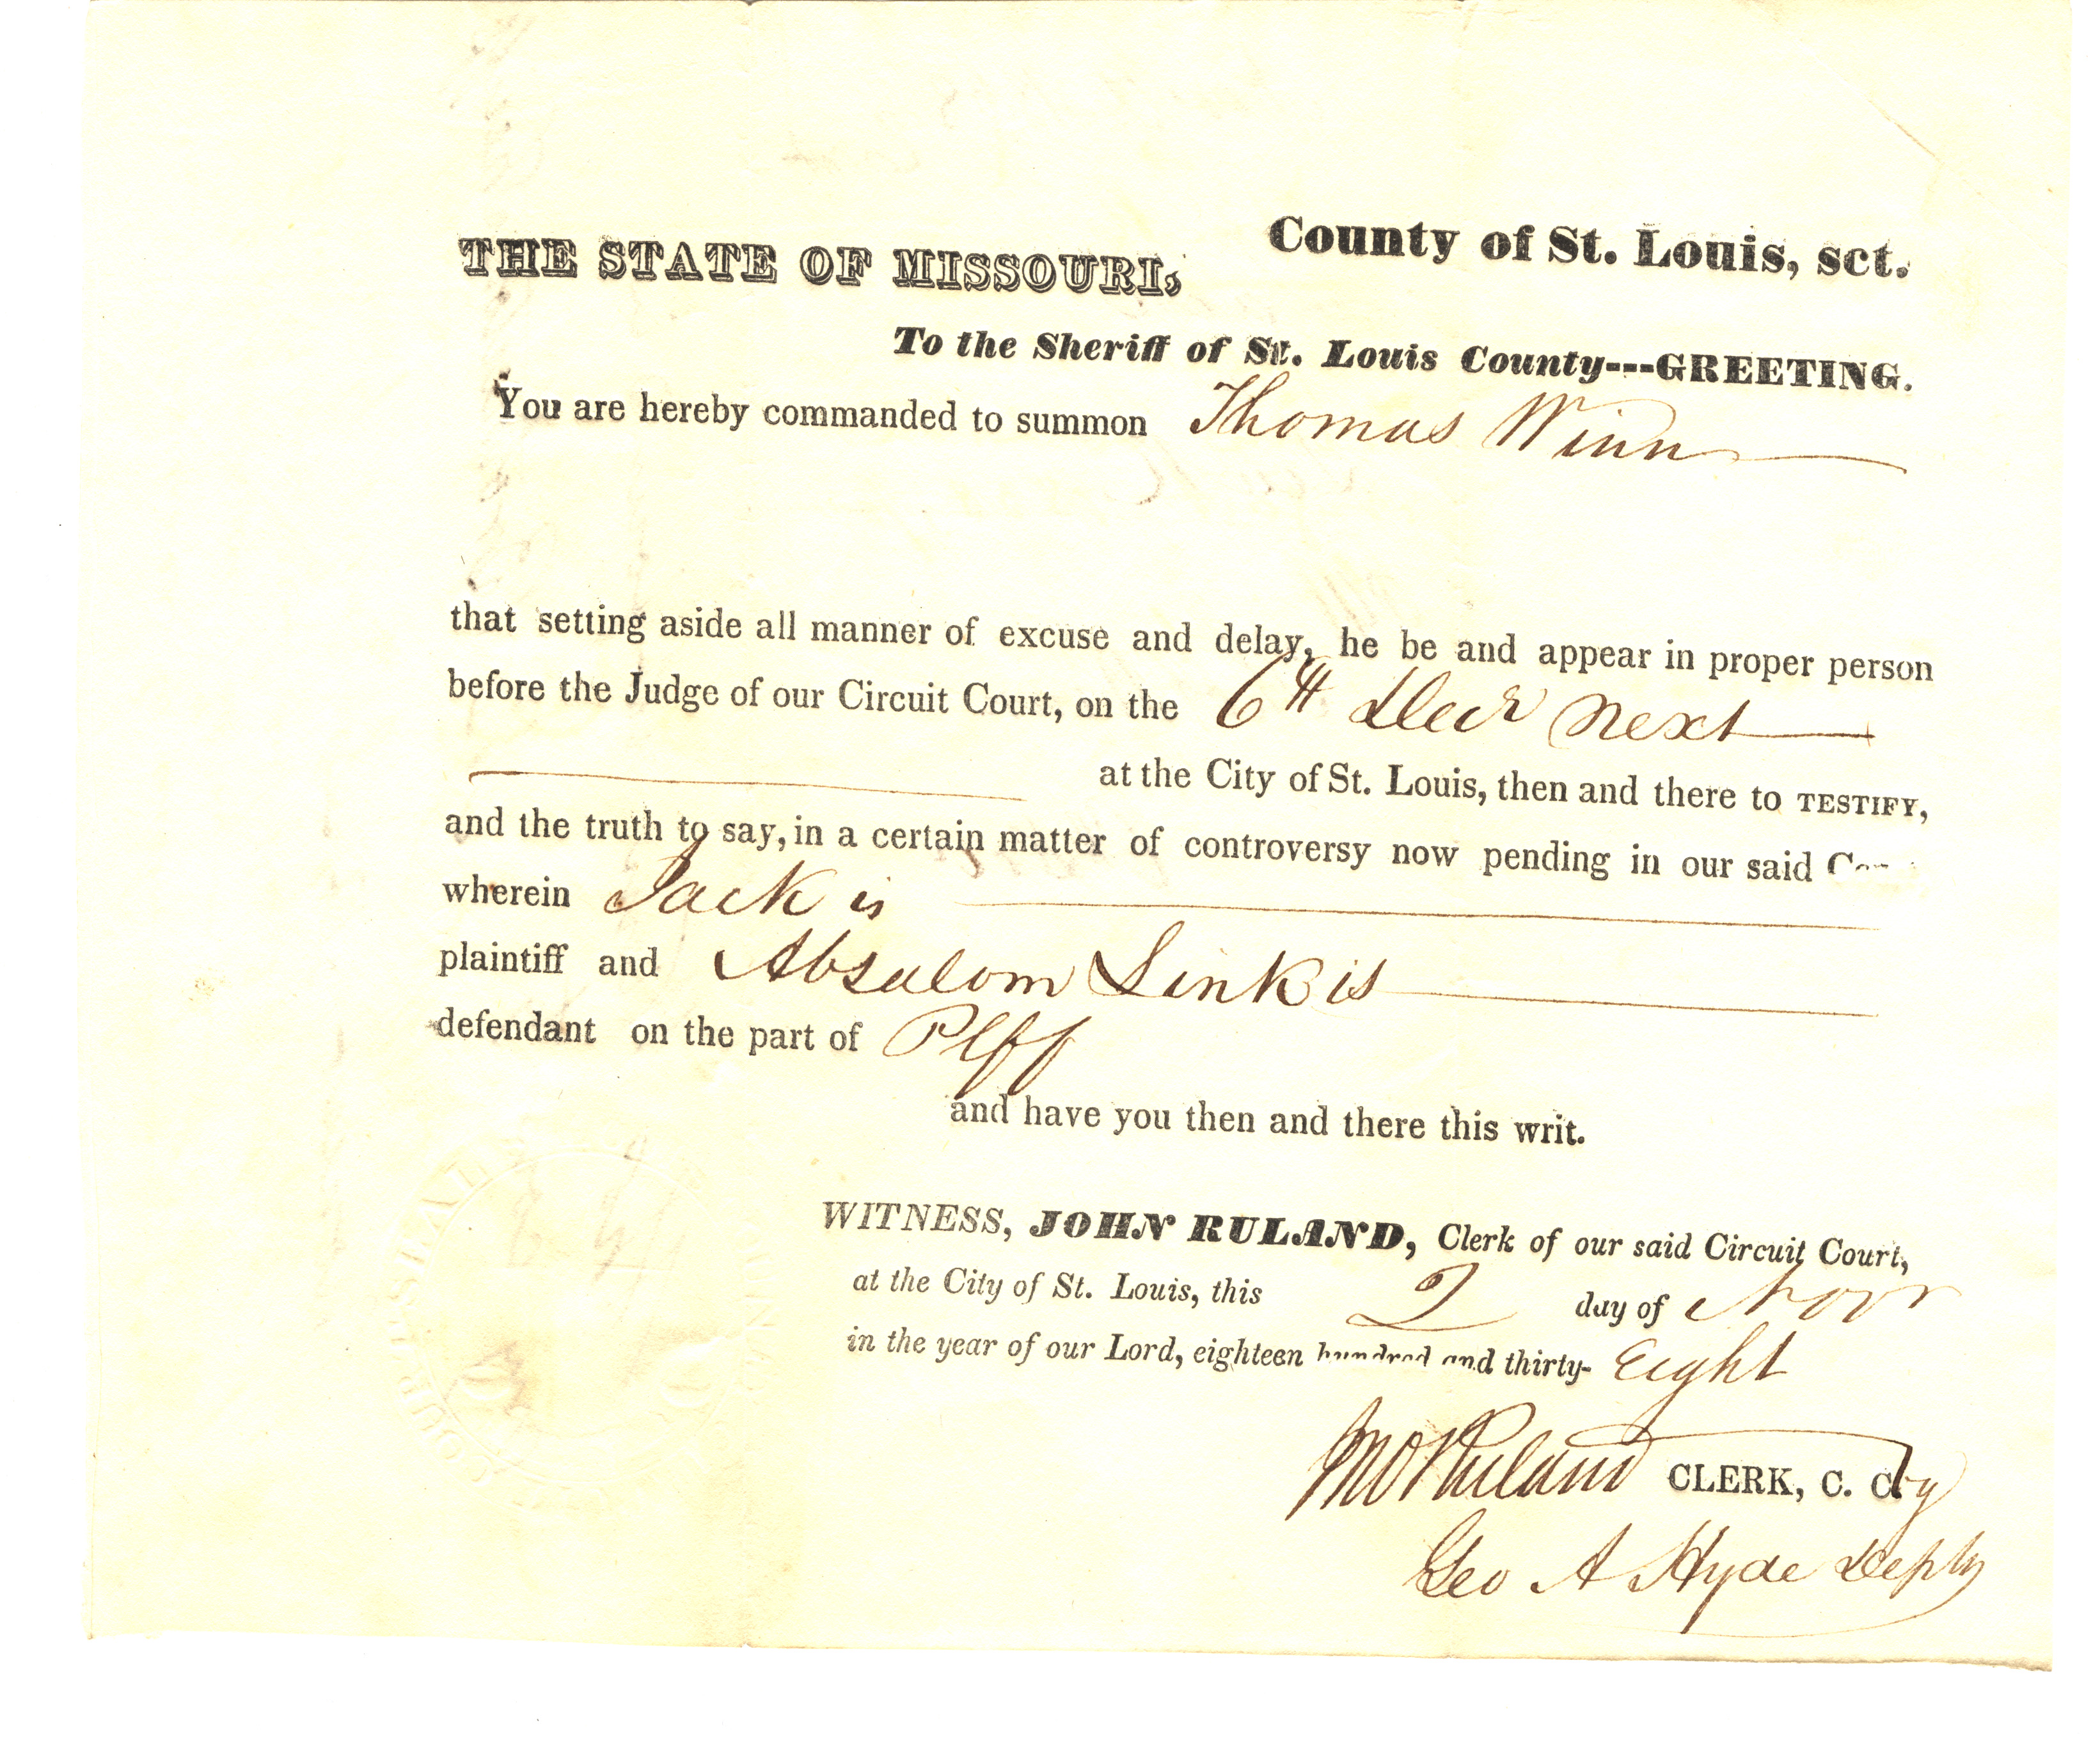 THE STATE OF MISSOURI, County of St. Louis, sct.
To the Sheriff of St. Louis County---GREETING.
You are hereby commanded to summon Thomas Winn
that setting aside all manner of excuse and delay, he be and appear in proper person
before the Judge of our Circuit Court, on the 6th Decr next
at the City of St. Louis, then and there to TESTIFY,
and the truth to say, in a certain matter of controversy now pending in our said
wherein Jack is
plaintiff and Absalom Link is
defendant on the part of Plff
and have you then and there this writ.
WITNESS, JOHN RULAND, Clerk of our said Circuit Court,
at the City of St. Louis, this 2 day of Novr
in the year of our Lord, eighteen hundred and thirty- Eight
Jno Ruland CLERK, C. C. by
Geo A Hyde Depty